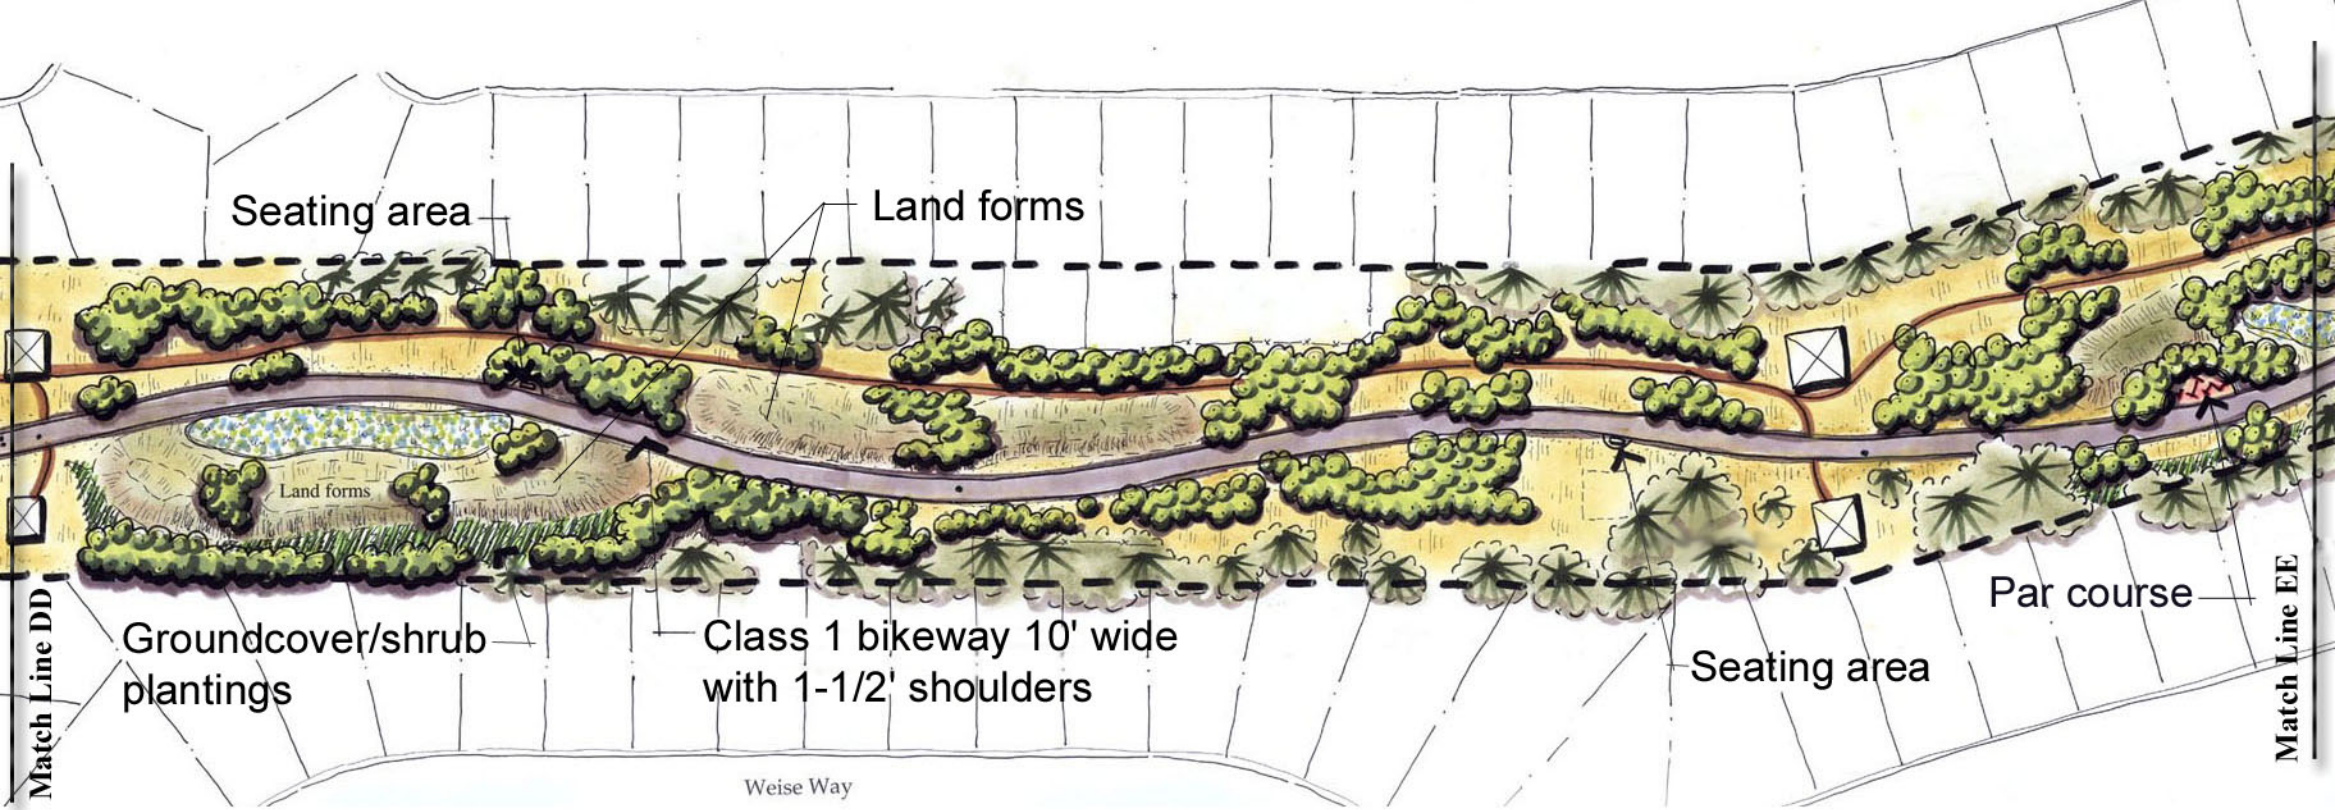 Seating area
Land forms
Land forms
Groundcover/shrub
plantings
Class 1 bikeway 10' wide
with 1-1/2' shoulders
Par course
Seating area
Match Line DD
Match Line EE
Weise Way